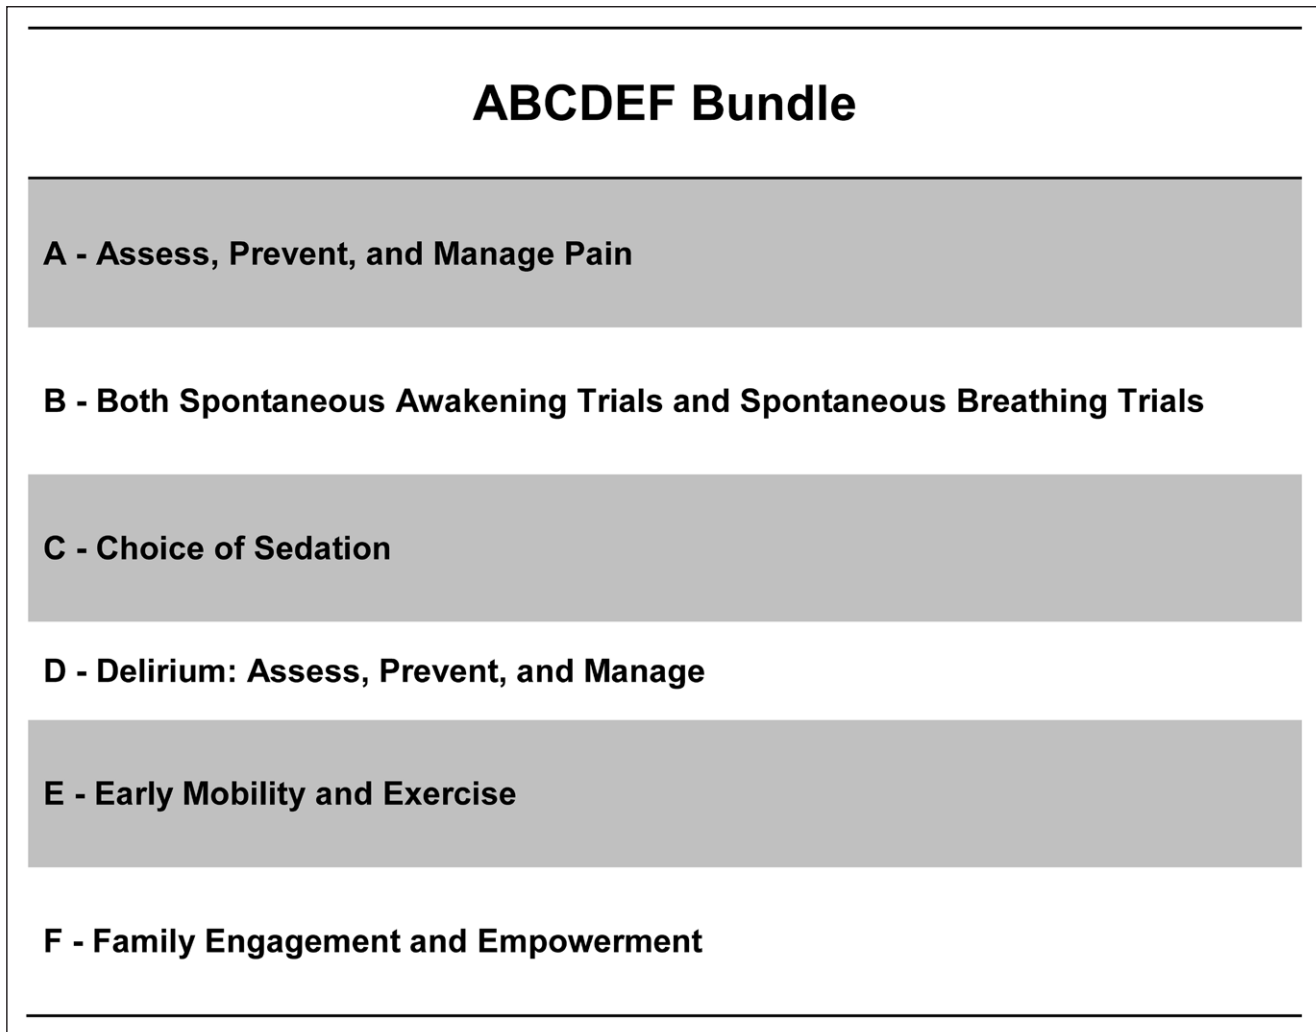 ABCDEF Bundle
A - Assess, Prevent, and Manage Pain
B - Both Spontaneous Awakening Trials and Spontaneous Breathing Trials
C - Choice of Sedation
D - Delirium: Assess, Prevent, and Manage
E - Early Mobility and Exercise
F - Family Engagement and Empowerment